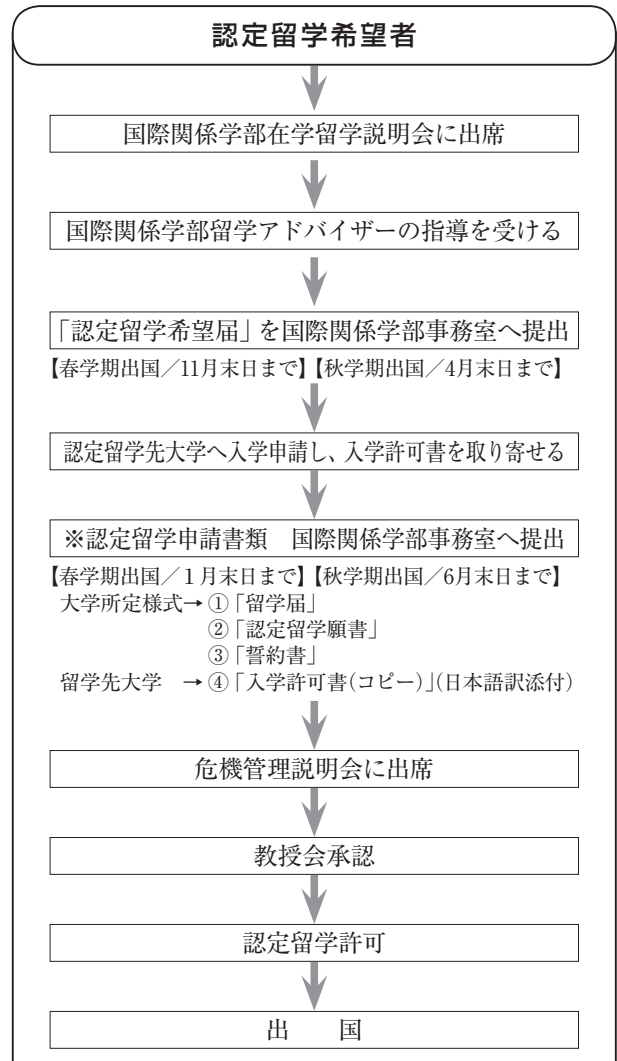 認定留学希望者
国際関係学部在学留学説明会に出席
国際関係学部留学アドバイザーの指導を受ける
「認定留学希望届」を国際関係学部事務室へ提出
【春学期出国／11月末日まで】【秋学期出国／4月末日まで】
認定留学先大学へ入学申請し、入学許可書を取り寄せる
※認定留学申請書類　国際関係学部事務室へ提出
【春学期出国／１月末日まで】【秋学期出国／6月末日まで】
大学所定様式→①「留学届」
②「認定留学願書」
③「誓約書」
留学先大学　→④「入学許可書（コピー）」（日本語訳添付）
危機管理説明会に出席
教授会承認
認定留学許可
出　国